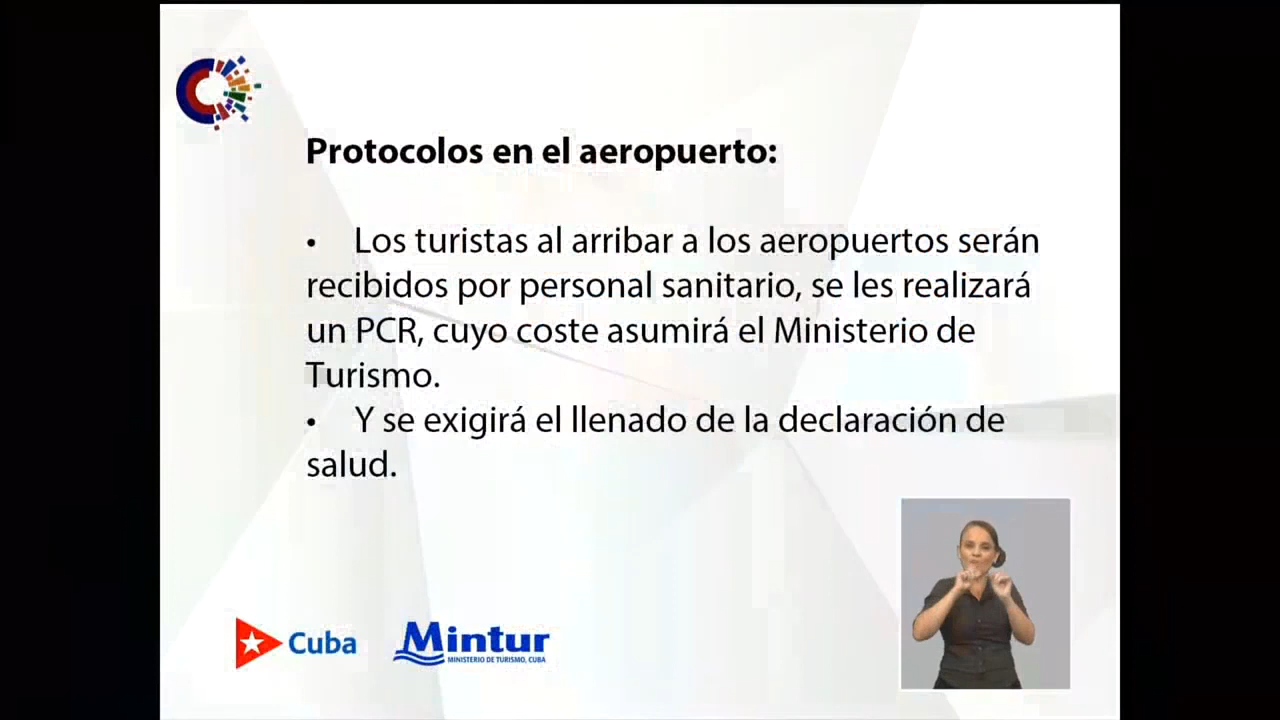 Protocolos en el aeropuerto:
• Los turistas al arribar a los aeropuertos serán
recibidos por personal sanitario, se les realizará
un PCR, cuyo coste asumirá el Ministerio de
Turismo.
• Y se exigirá el llenado de la declaración de
salud.
Cuba
Mintur
MINISTERIO DE TURISMO, CUBA